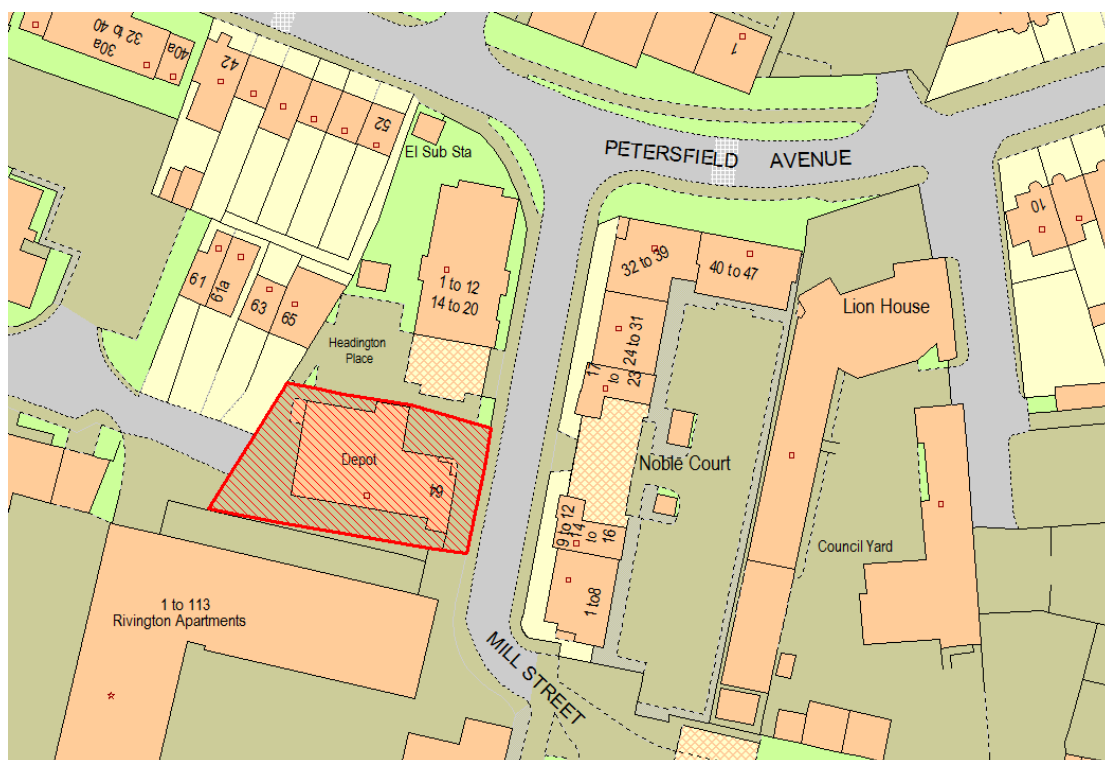 32 to 40
30a
40a
42
52
El Sub Sta
1
PETERSFIELD AVENUE
10
61
61a
63
65
1 to 12
14 to 20
Headington
Place
32 to 39
40 to 47
24 to 31
17
to
23
Lion House
Depot
64
Noble Court
9 to 12
14
to
16
1 to8
Council Yard
1 to 113
Rivington Apartments
MILL STREET